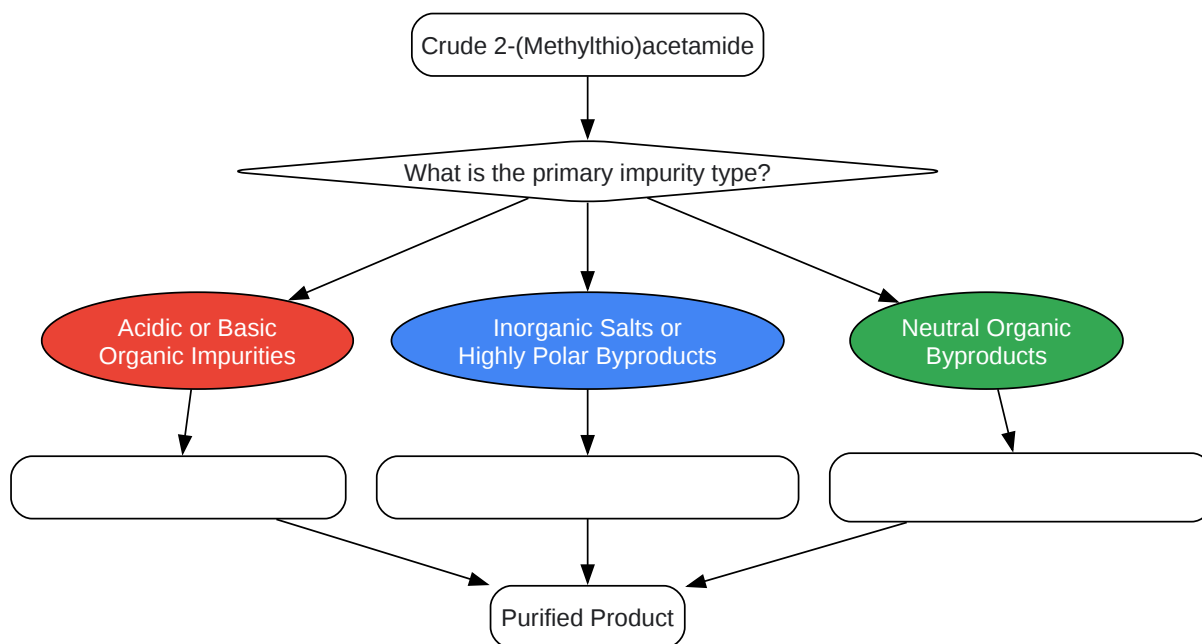 Crude 2-(Methylthio)acetamide
What is the primary impurity type?
Acidic or Basic
Organic Impurities
Inorganic Salts or
Highly Polar Byproducts
Neutral Organic
Byproducts
Purified Product